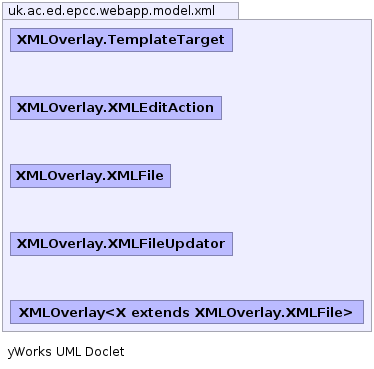 uk.ac.ed.epcc.webapp.model.xml
XMLOverlay.TemplateTarget
XMLOverlay.XMLEditAction
XMLOverlay.XMLFile
XMLOverlay.XMLFileUpdator
XMLOverlay<X extends XMLOverlay.XMLFile>
yWorks UML Doclet